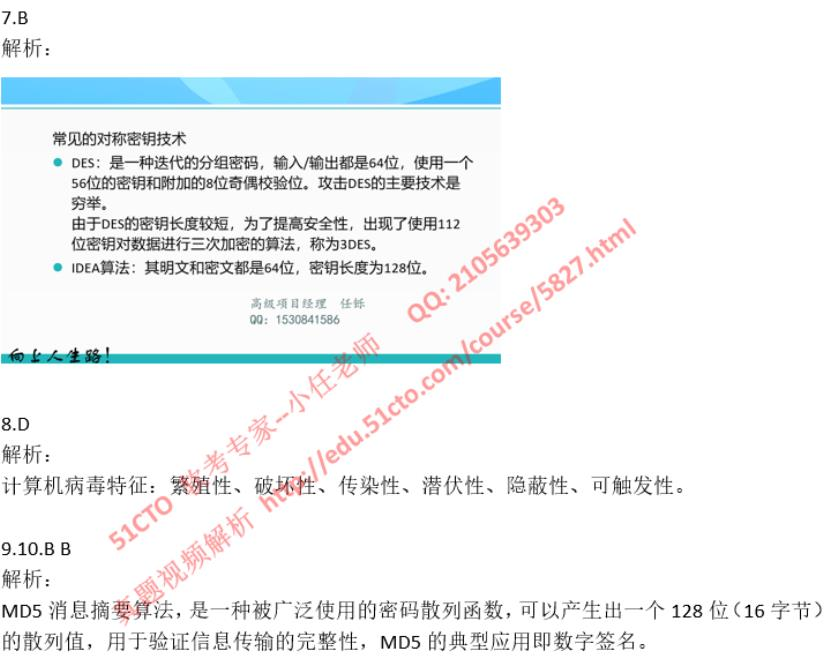 7.B
解析：
常见的对称密钥技术
● DES：是一种迭代的分组密码，输入/输出都是64位，使用一个
56位的密钥和附加的8位奇偶校验位。攻击DES的主要技术是
穷举。
由于DES的密钥长度较短，为了提高安全性，出现了使用112
位密钥对数据进行三次加密的算法，称为3DES。
● IDEA算法：其明文和密文都是64位，密钥长度为128位。
高级项目经理 任铄
QQ：1530841586
向上人生路！
8.D
解析：
计算机病毒特征：繁殖性、破坏性、传染性、潜伏性、隐蔽性、可触发性。
9.10.B B
解析：
MD5 消息摘要算法，是一种被广泛使用的密码散列函数，可以产生出一个 128 位（16 字节）
的散列值，用于验证信息传输的完整性，MD5 的典型应用即数字签名。
51CTO 软考专家--小任老师 QQ: 2105639303
真题视频解析 http://edu.51cto.com/course/5827.html